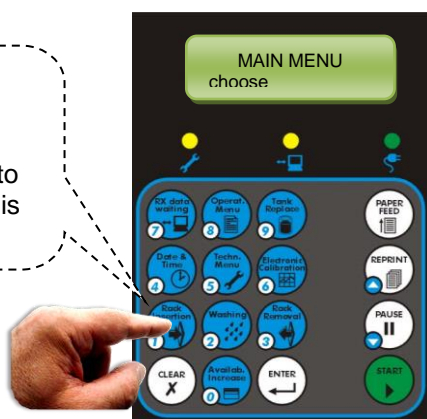 MAIN MENU
choose
to
is
RX data
waiting
7
Operat.
Menu
8
Tank
Replace
9
PAPER
FEED
Date &
Time
4
Techn.
Menu
5
Electronic
Calibration
6
REPRINT
Rack
Insertion
1
Washing
2
Rack
Removal
3
PAUSE
CLEAR
X
Availab.
Increase
0
ENTER
START